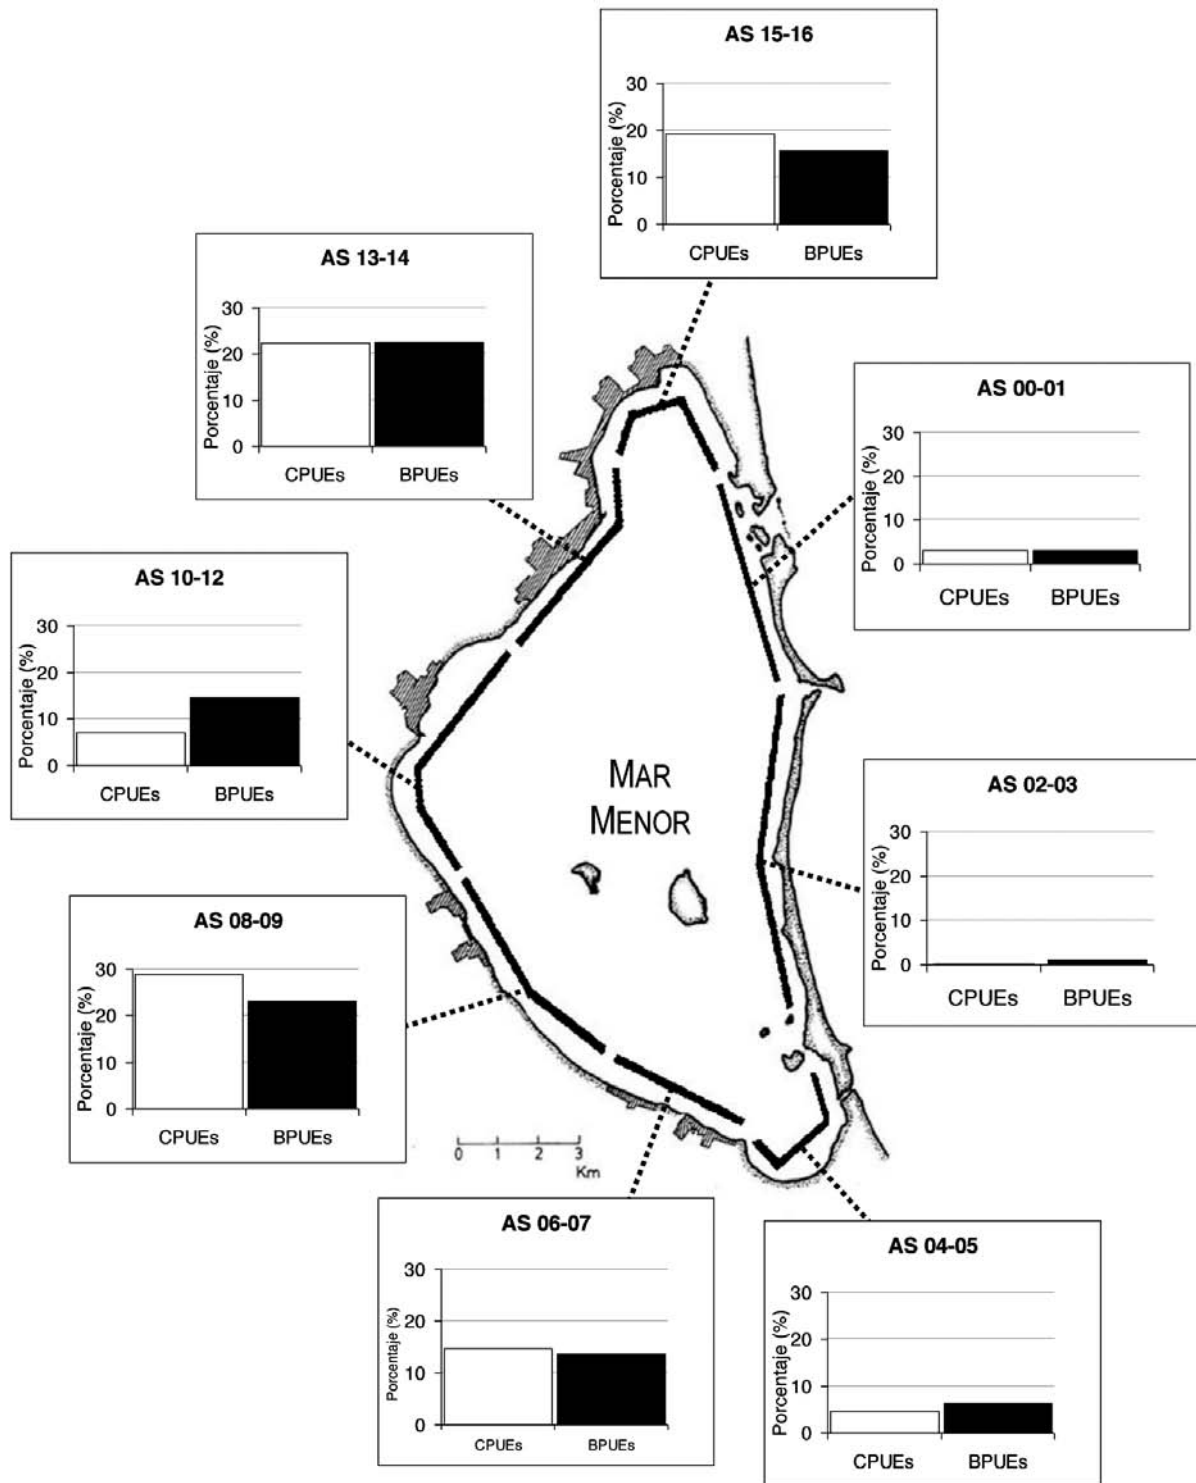 AS 15-16
Porcentaje (%)
30
20
10
0
CPUEs BPUEs
AS 13-14
Porcentaje (%)
30
20
10
0
CPUEs BPUEs
AS 00-01
Porcentaje (%)
30
20
10
0
CPUEs BPUEs
AS 10-12
Porcentaje (%)
30
20
10
0
CPUEs BPUEs
MAR
MENOR
AS 02-03
Porcentaje (%)
30
20
10
0
CPUEs BPUEs
AS 08-09
Porcentaje (%)
30
20
10
0
CPUEs BPUEs
0 1 2 3
Km
AS 06-07
Porcentaje (%)
30
20
10
0
CPUEs BPUEs
AS 04-05
Porcentaje (%)
30
20
10
0
CPUEs BPUEs